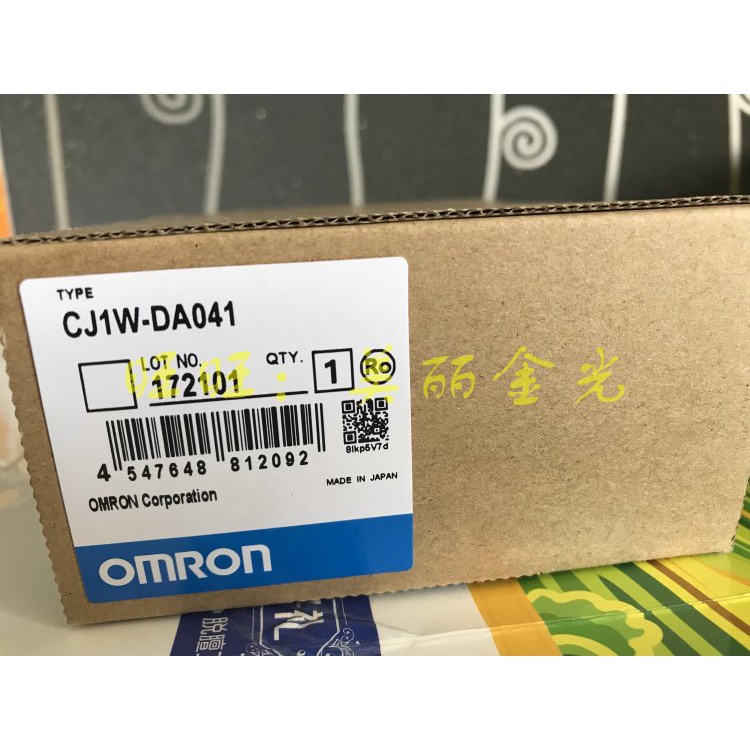 TYPE
CJ1W-DA041
LOT NO. QTY.
172101 1 Ro
旺旺:美丽金光
8lkp5V7d
4 547648 812092
MADE IN JAPAN
OMRON Corporation
OMRON
礼